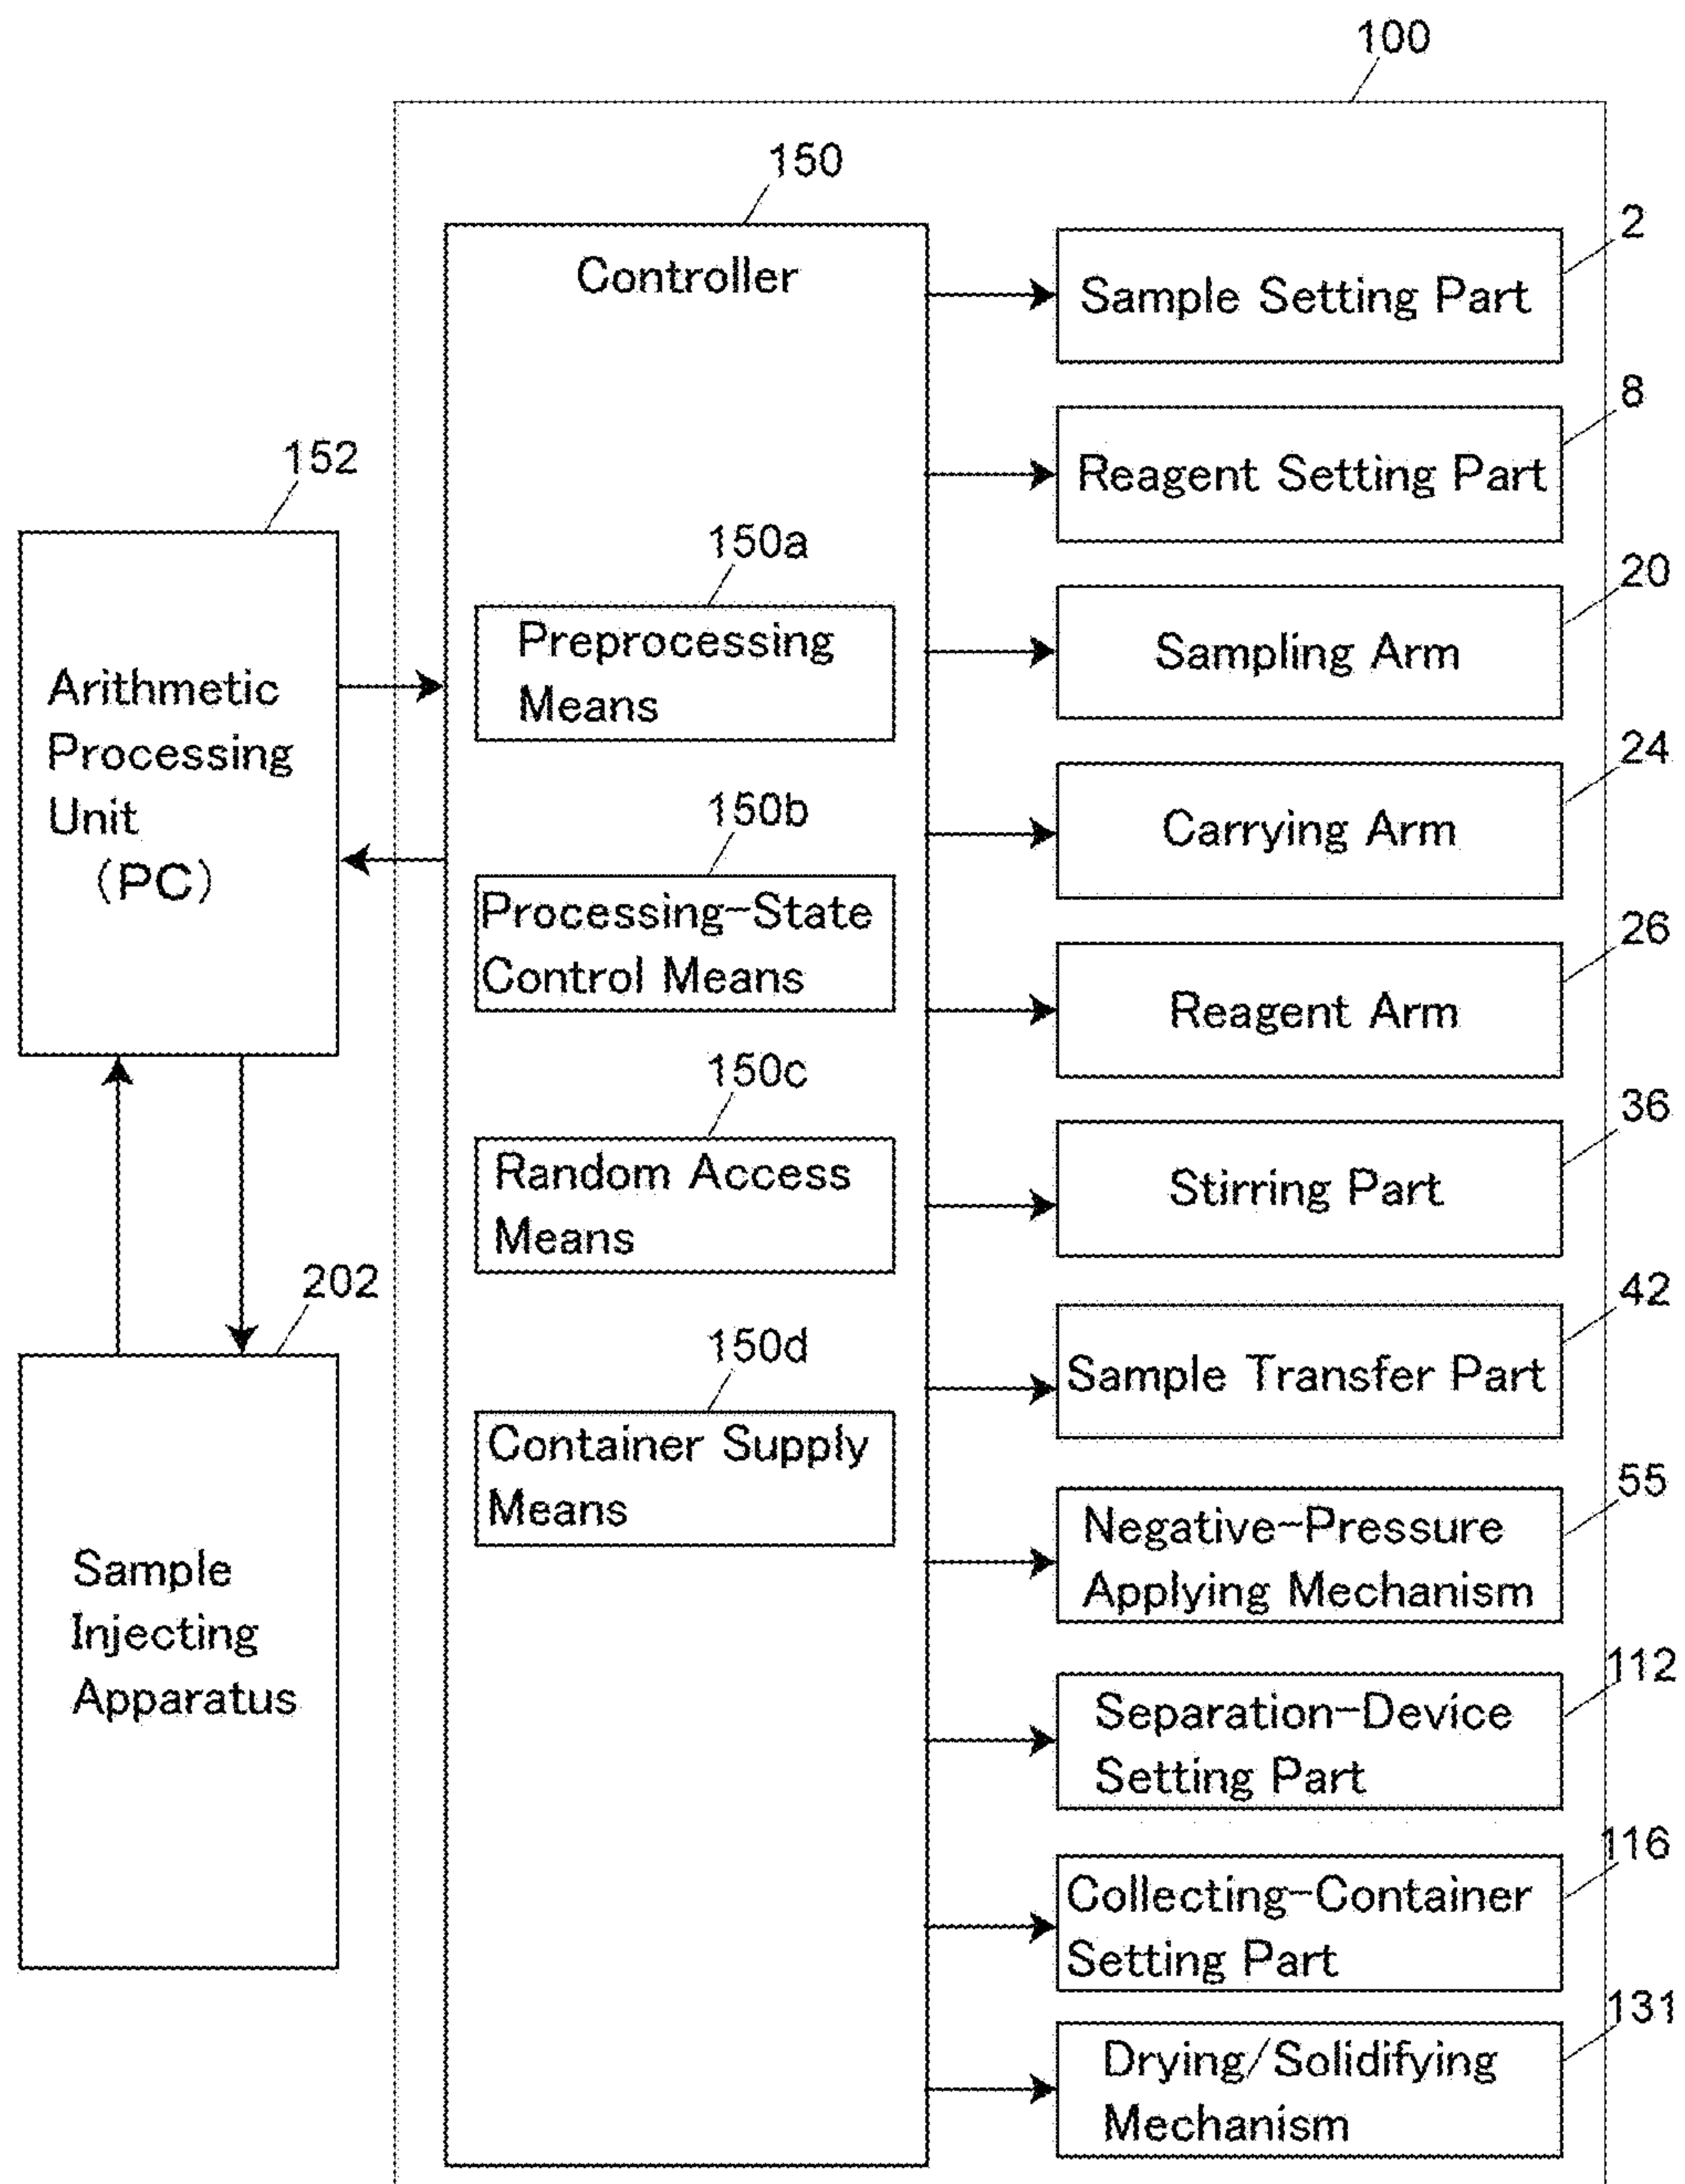 100
150
Controller
2
Sample Setting Part
8
Reagent Setting Part
152
Arithmetic
Processing
Unit
(PC)
150a
Preprocessing
Means
20
Sampling Arm
24
Carrying Arm
150b
Processing-State
Control Means
26
Reagent Arm
150c
Random Access
Means
36
Stirring Part
202
Sample
Injecting
Apparatus
42
Sample Transfer Part
150d
Container Supply
Means
55
Negative-Pressure
Applying Mechanism
112
Separation-Device
Setting Part
116
Collecting-Container
Setting Part
131
Drying/Solidifying
Mechanism